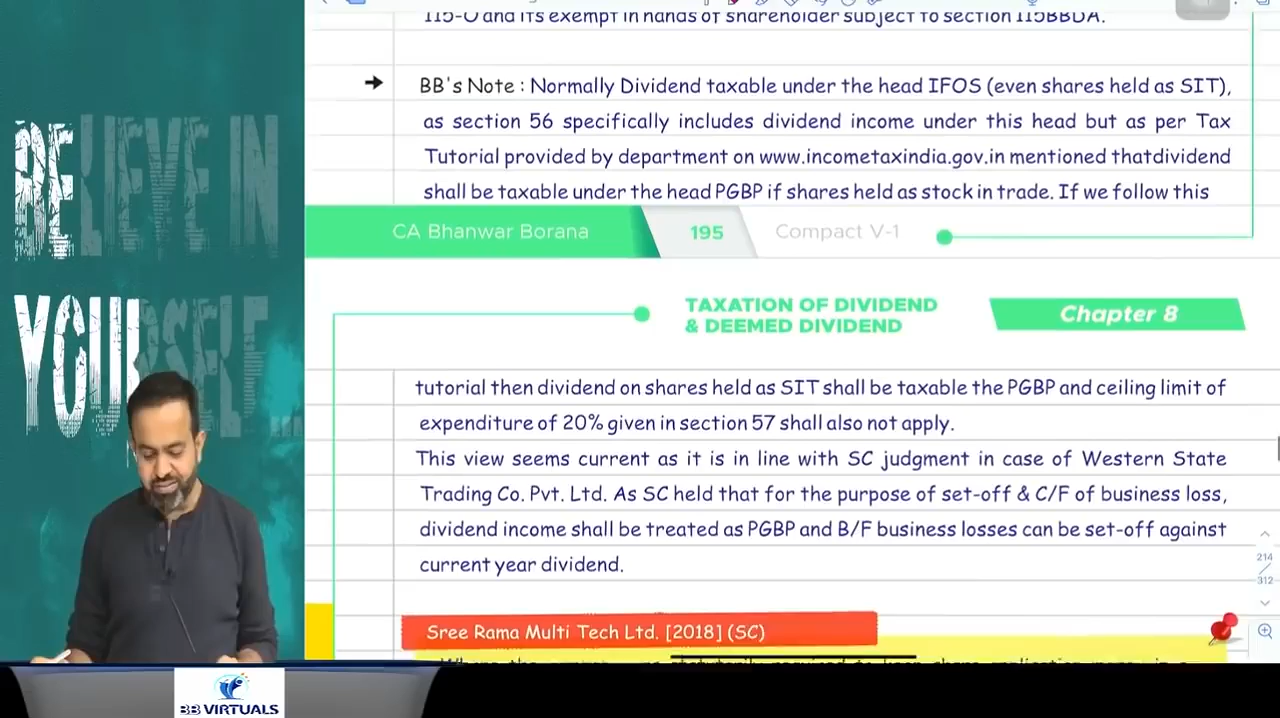 BELIEVE IN
YOURSELF...
115-O and its exempt in hands of shareholder subject to section 115BBDA.
BB's Note : Normally Dividend taxable under the head IFOS (even shares held as SIT),
as section 56 specifically includes dividend income under this head but as per Tax
Tutorial provided by department on www.incometaxindia.gov.in mentioned thatdividend
shall be taxable under the head PGBP if shares held as stock in trade. If we follow this
CA Bhanwar Borana
195
Compact V-1
TAXATION OF DIVIDEND
& DEEMED DIVIDEND
Chapter 8
tutorial then dividend on shares held as SIT shall be taxable the PGBP and ceiling limit of
expenditure of 20% given in section 57 shall also not apply.
This view seems current as it is in line with SC judgment in case of Western State
Trading Co. Pvt. Ltd. As SC held that for the purpose of set-off & C/F of business loss,
dividend income shall be treated as PGBP and B/F business losses can be set-off against
current year dividend.
214
312
Sree Rama Multi Tech Ltd. [2018] (SC)
BB VIRTUALS